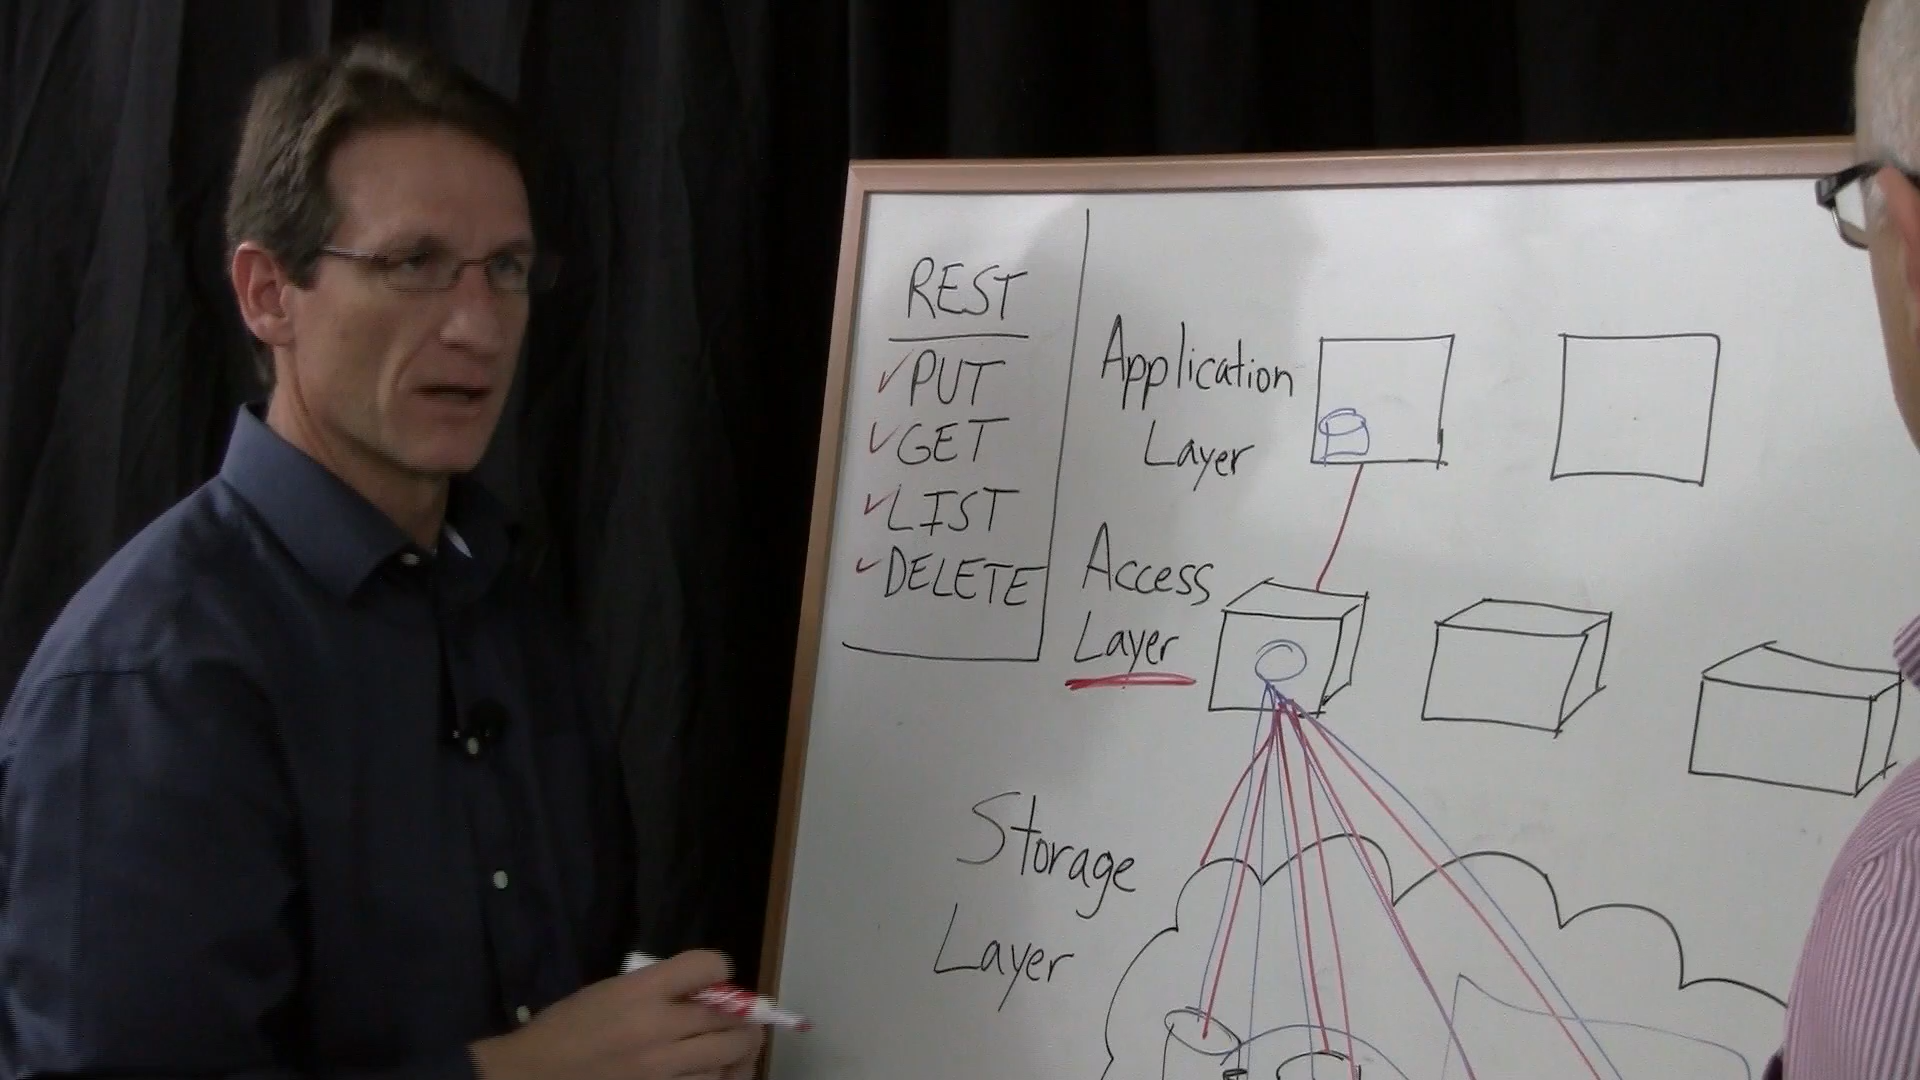 REST
PUT
GET
LIST
DELETE
Application
Layer
Access
Layer
Storage
Layer